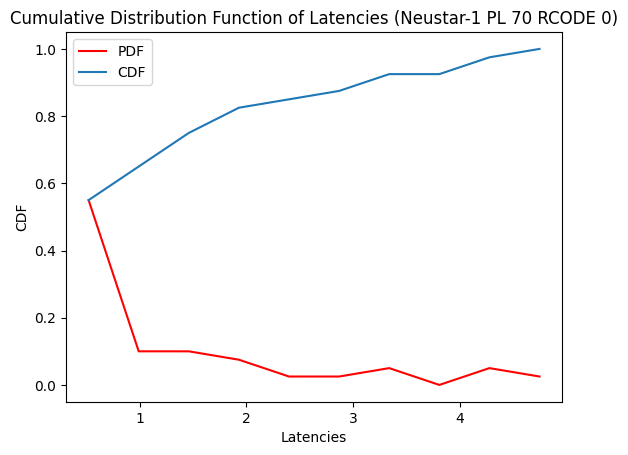 Cumulative Distribution Function of Latencies (Neustar-1 PL 70 RCODE 0)
PDF
CDF
1.0
0.8
0.6
0.4
0.2
0.0
CDF
1
2
3
4
Latencies